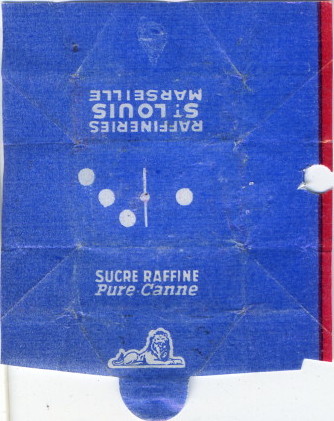 RAFFINERIES
ST LOUIS
MARSEILLE
SUCRE RAFFINE
Pure Canne